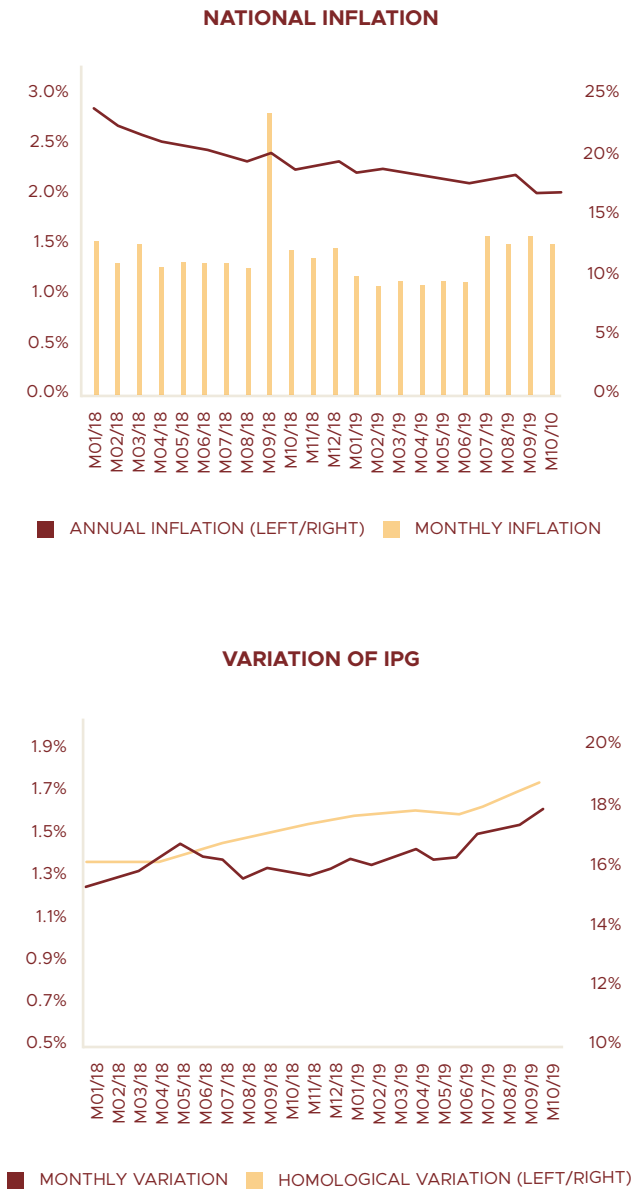 NATIONAL INFLATION
3.0% 25%
2.5% 20%
2.0% 15%
1.5% 10%
1.0% 5%
0.5% 0%
0.0%
M01/18 M02/18 M03/18 M04/18 M05/18 M06/18 M07/18 M08/18 M09/18 M10/18 M11/18 M12/18 M01/19 M02/19 M03/19 M04/19 M05/19 M06/19 M07/19 M08/19 M09/19 M10/10
ANNUAL INFLATION (LEFT/RIGHT) MONTHLY INFLATION
VARIATION OF IPG
1.9% 20%
1.7% 18%
1.5% 16%
1.3% 14%
1.1% 12%
0.9% 10%
0.7%
0.5%
M01/18 M02/18 M03/18 M04/18 M05/18 M06/18 M07/18 M08/18 M09/18 M10/18 M11/18 M12/18 M01/19 M02/19 M03/19 M04/19 M05/19 M06/19 M07/19 M08/19 M09/19 M10/19
MONTHLY VARIATION HOMOLOGICAL VARIATION (LEFT/RIGHT)